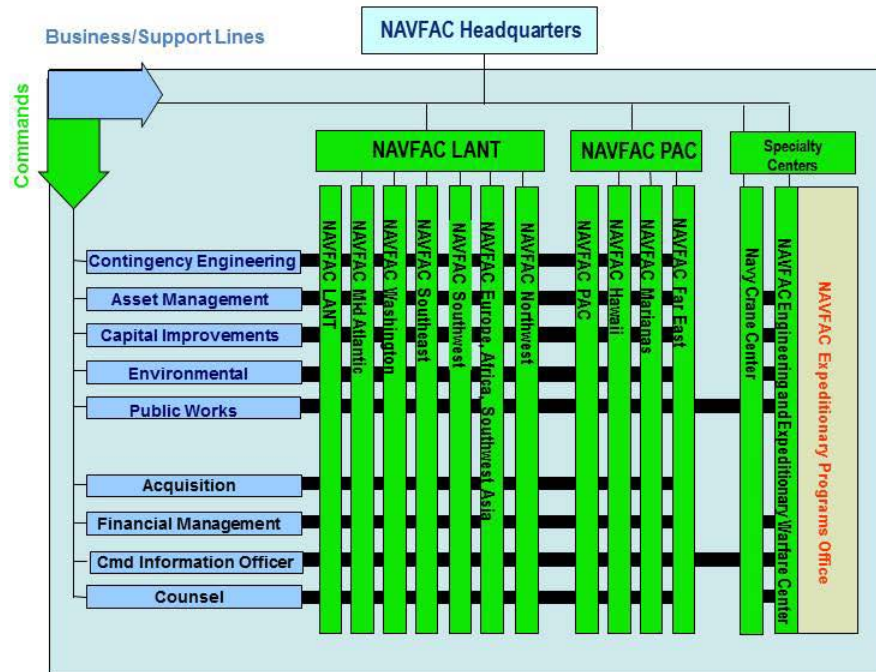 NAVFAC Headquarters
Business/Support Lines
Commands
NAVFAC LANT
NAVFAC PAC
Specialty
Centers
NAVFAC LANT
NAVFAC Mid Atlantic
NAVFAC Washington
NAVFAC Southeast
NAVFAC Southwest
NAVFAC Europe, Africa, Southwest Asia
NAVFAC Northwest
NAVFAC PAC
NAVFAC Hawaii
NAVFAC Marianas
NAVFAC Far East
Navy Crane Center
NAVFAC Engineering and Expeditionary Warfare Center
NAVFAC Expeditionary Programs Office
Contingency Engineering
Asset Management
Capital Improvements
Environmental
Public Works
Acquisition
Financial Management
Cmd Information Officer
Counsel